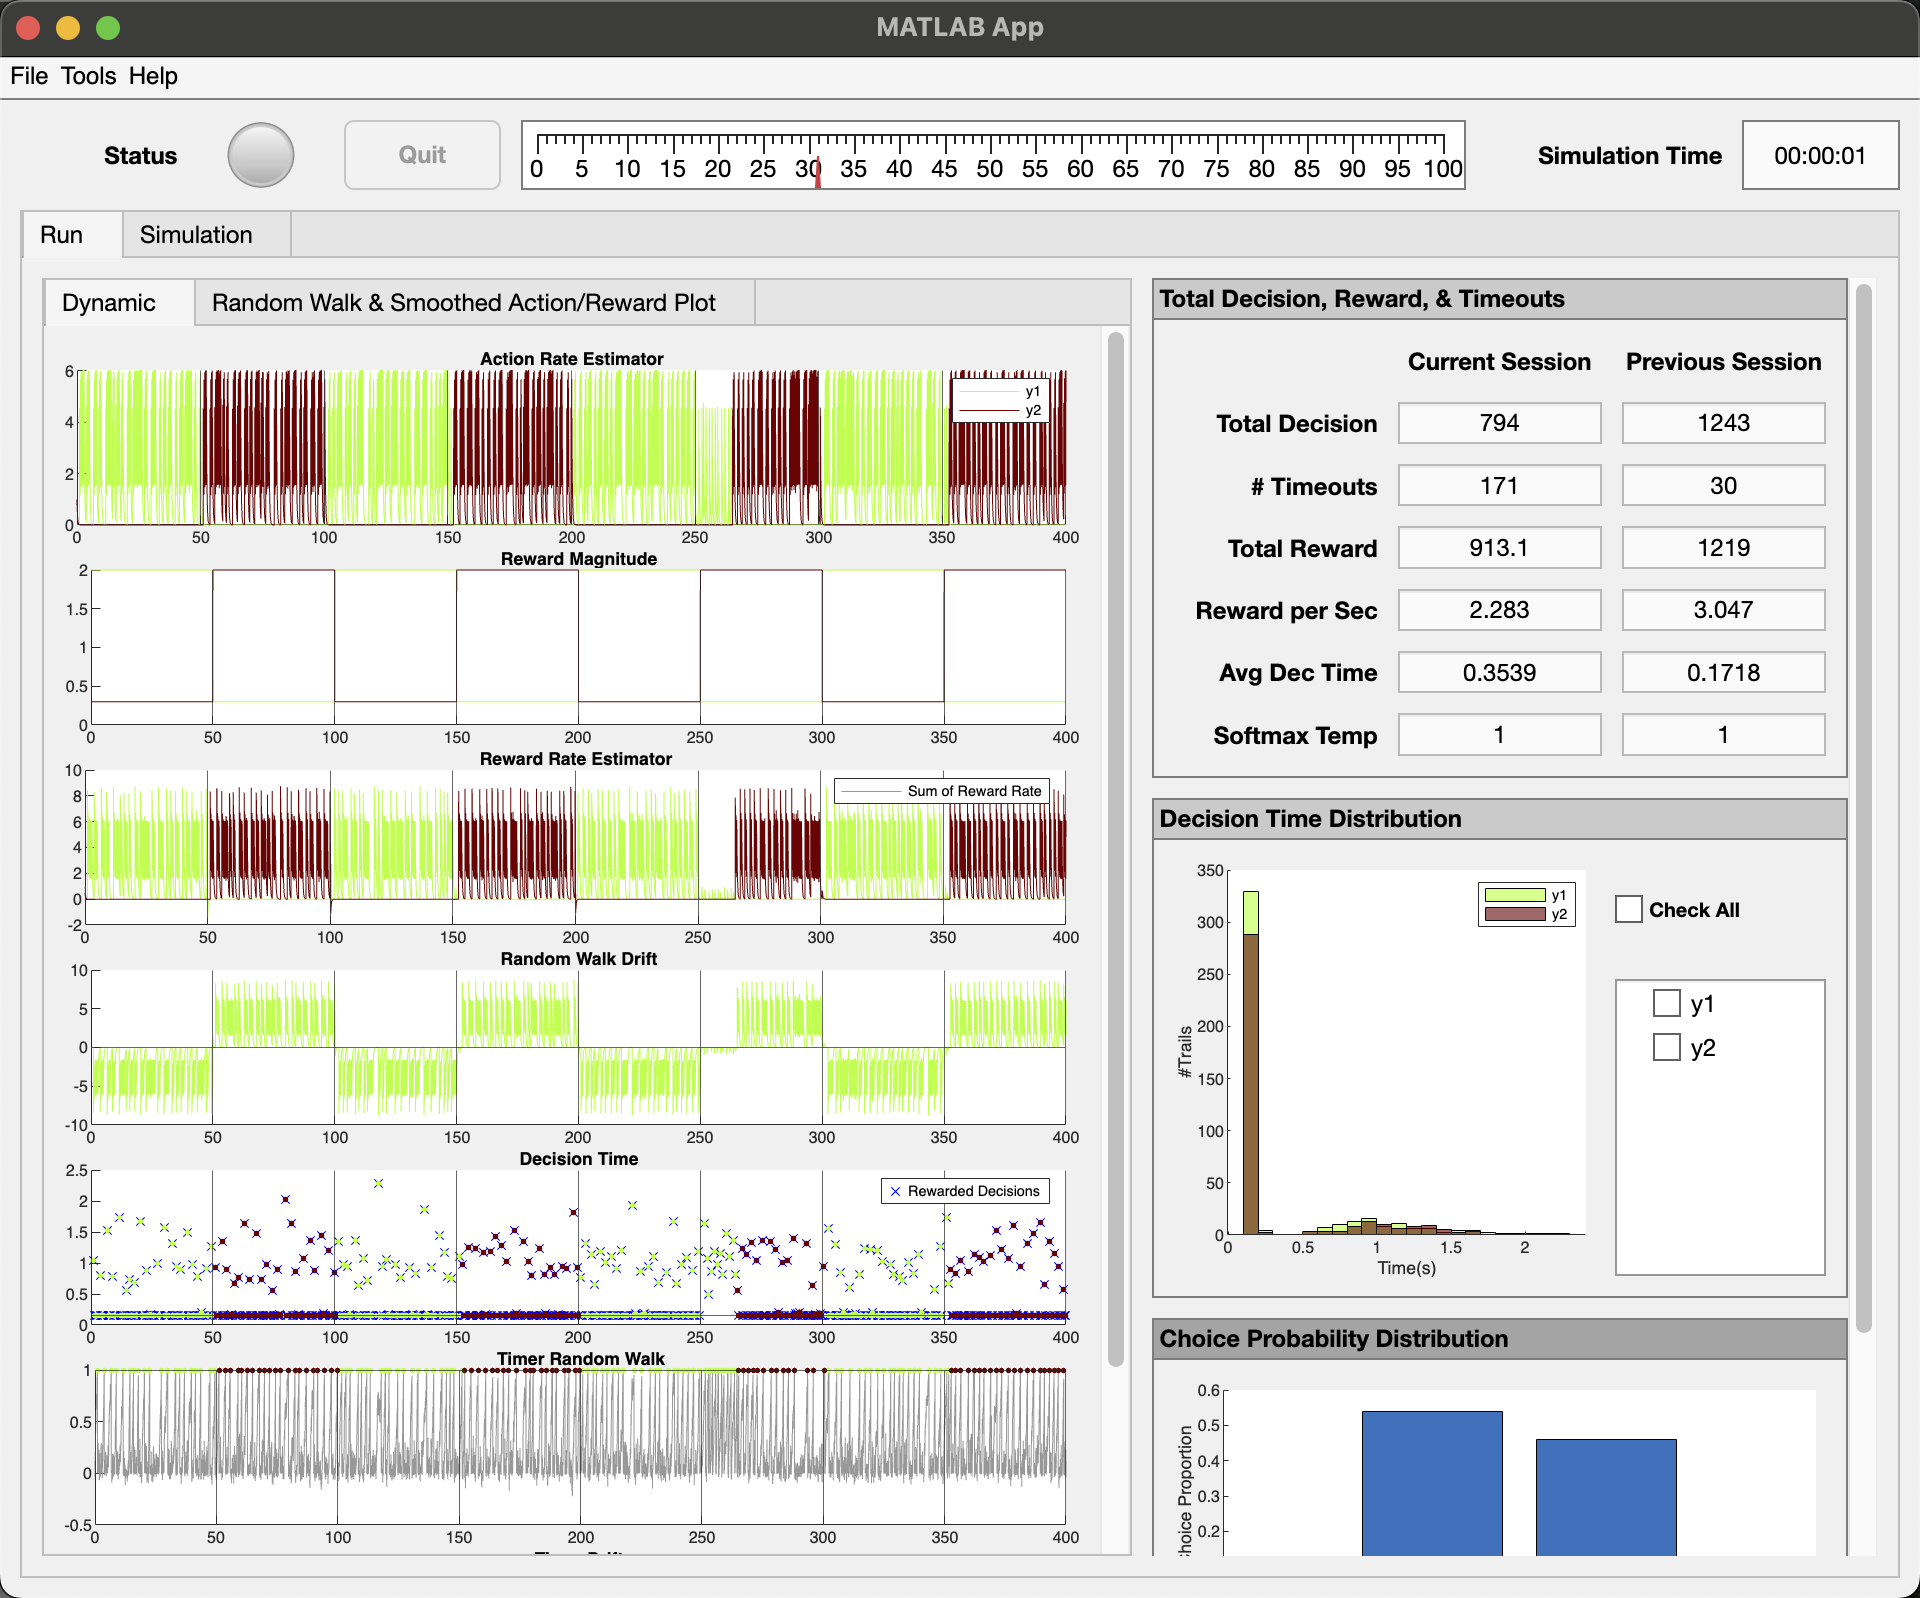 MATLAB App
File Tools Help
Status
Quit
0 5 10 15 20 25 30 35 40 45 50 55 60 65 70 75 80 85 90 95 100
Simulation Time
00:00:01
Run
Simulation
Dynamic
Random Walk & Smoothed Action/Reward Plot
Action Rate Estimator
6
4
2
0
y1
y2
0 50 100 150 200 250 300 350 400
Reward Magnitude
2
1.5
1
0.5
0
0 50 100 150 200 250 300 350 400
Reward Rate Estimator
10
8
6
4
2
0
-2
Sum of Reward Rate
0 50 100 150 200 250 300 350 400
Random Walk Drift
10
5
0
-5
-10
0 50 100 150 200 250 300 350 400
Decision Time
2.5
2
1.5
1
0.5
0
Rewarded Decisions
0 50 100 150 200 250 300 350 400
Timer Random Walk
1
0.5
0
-0.5
0 50 100 150 200 250 300 350 400
Total Decision, Reward, & Timeouts
Current Session Previous Session
Total Decision 794 1243
# Timeouts 171 30
Total Reward 913.1 1219
Reward per Sec 2.283 3.047
Avg Dec Time 0.3539 0.1718
Softmax Temp 1 1
Decision Time Distribution
350
300
250
200
150
100
50
0
#Trails
y1
y2
0 0.5 1 1.5 2
Time(s)
Check All
y1
y2
Choice Probability Distribution
0.6
0.5
0.4
0.3
0.2
Choice Proportion